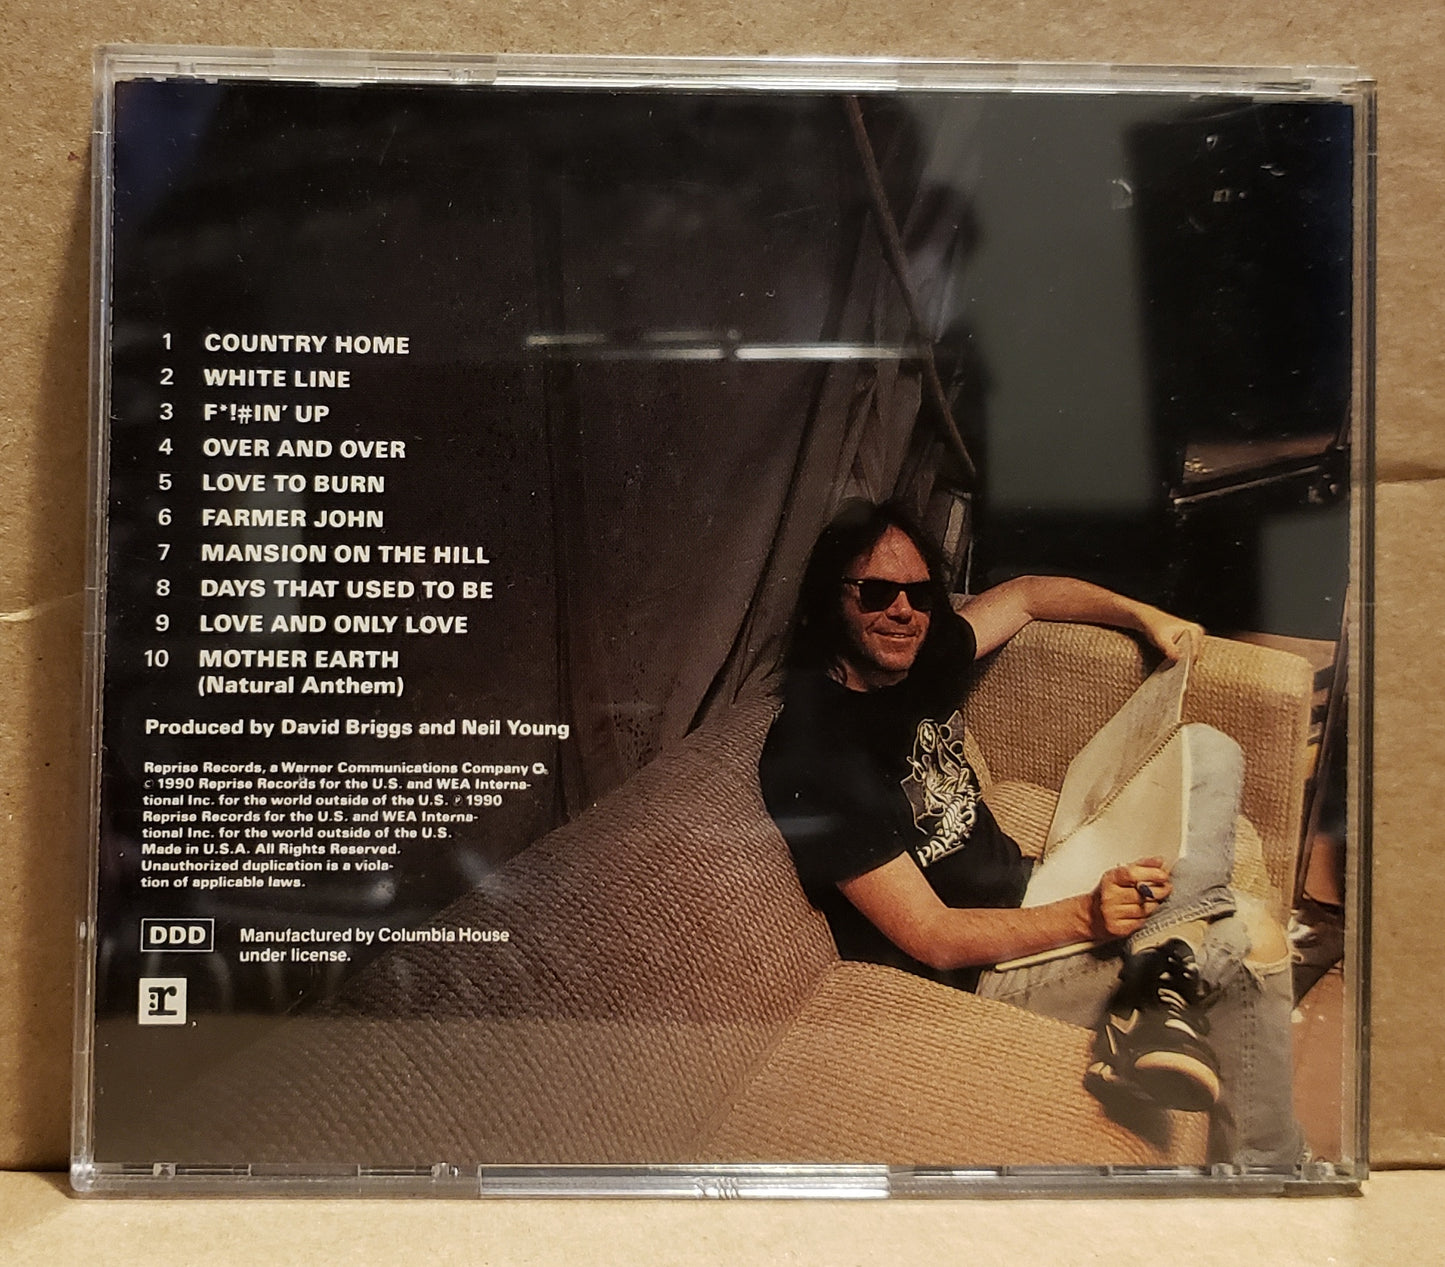 1 COUNTRY HOME
2 WHITE LINE
3 F*!#IN' UP
4 OVER AND OVER
5 LOVE TO BURN
6 FARMER JOHN
7 MANSION ON THE HILL
8 DAYS THAT USED TO BE
9 LOVE AND ONLY LOVE
10 MOTHER EARTH
(Natural Anthem)
Produced by David Briggs and Neil Young
Reprise Records, a Warner Communications Company
© 1990 Reprise Records for the U.S. and WEA Interna-
tional Inc. for the world outside of the U.S. ℗ 1990
Reprise Records for the U.S. and WEA Interna-
tional Inc. for the world outside of the U.S.
Made in U.S.A. All Rights Reserved.
Unauthorized duplication is a viola-
tion of applicable laws.
DDD
Manufactured by Columbia House
under license.
:r